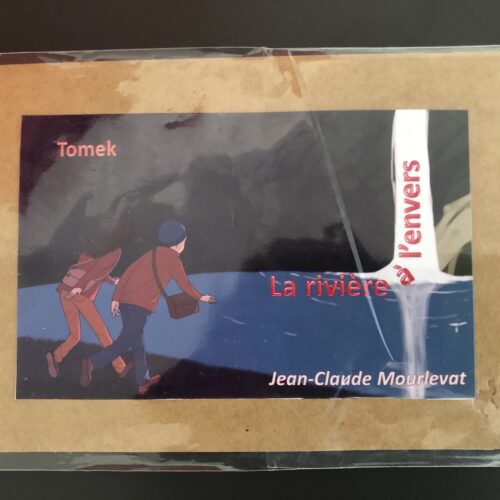 Tomek
La rivière à l'envers
Jean-Claude Mourlevat